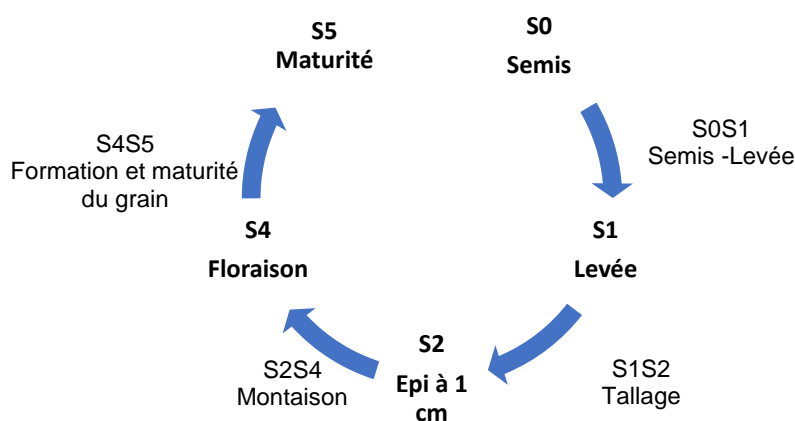 S0
Semis
S0S1
Semis -Levée
S1
Levée
S1S2
Tallage
S2
Epi à 1
cm
S2S4
Montaison
S4
Floraison
S4S5
Formation et maturité
du grain
S5
Maturité